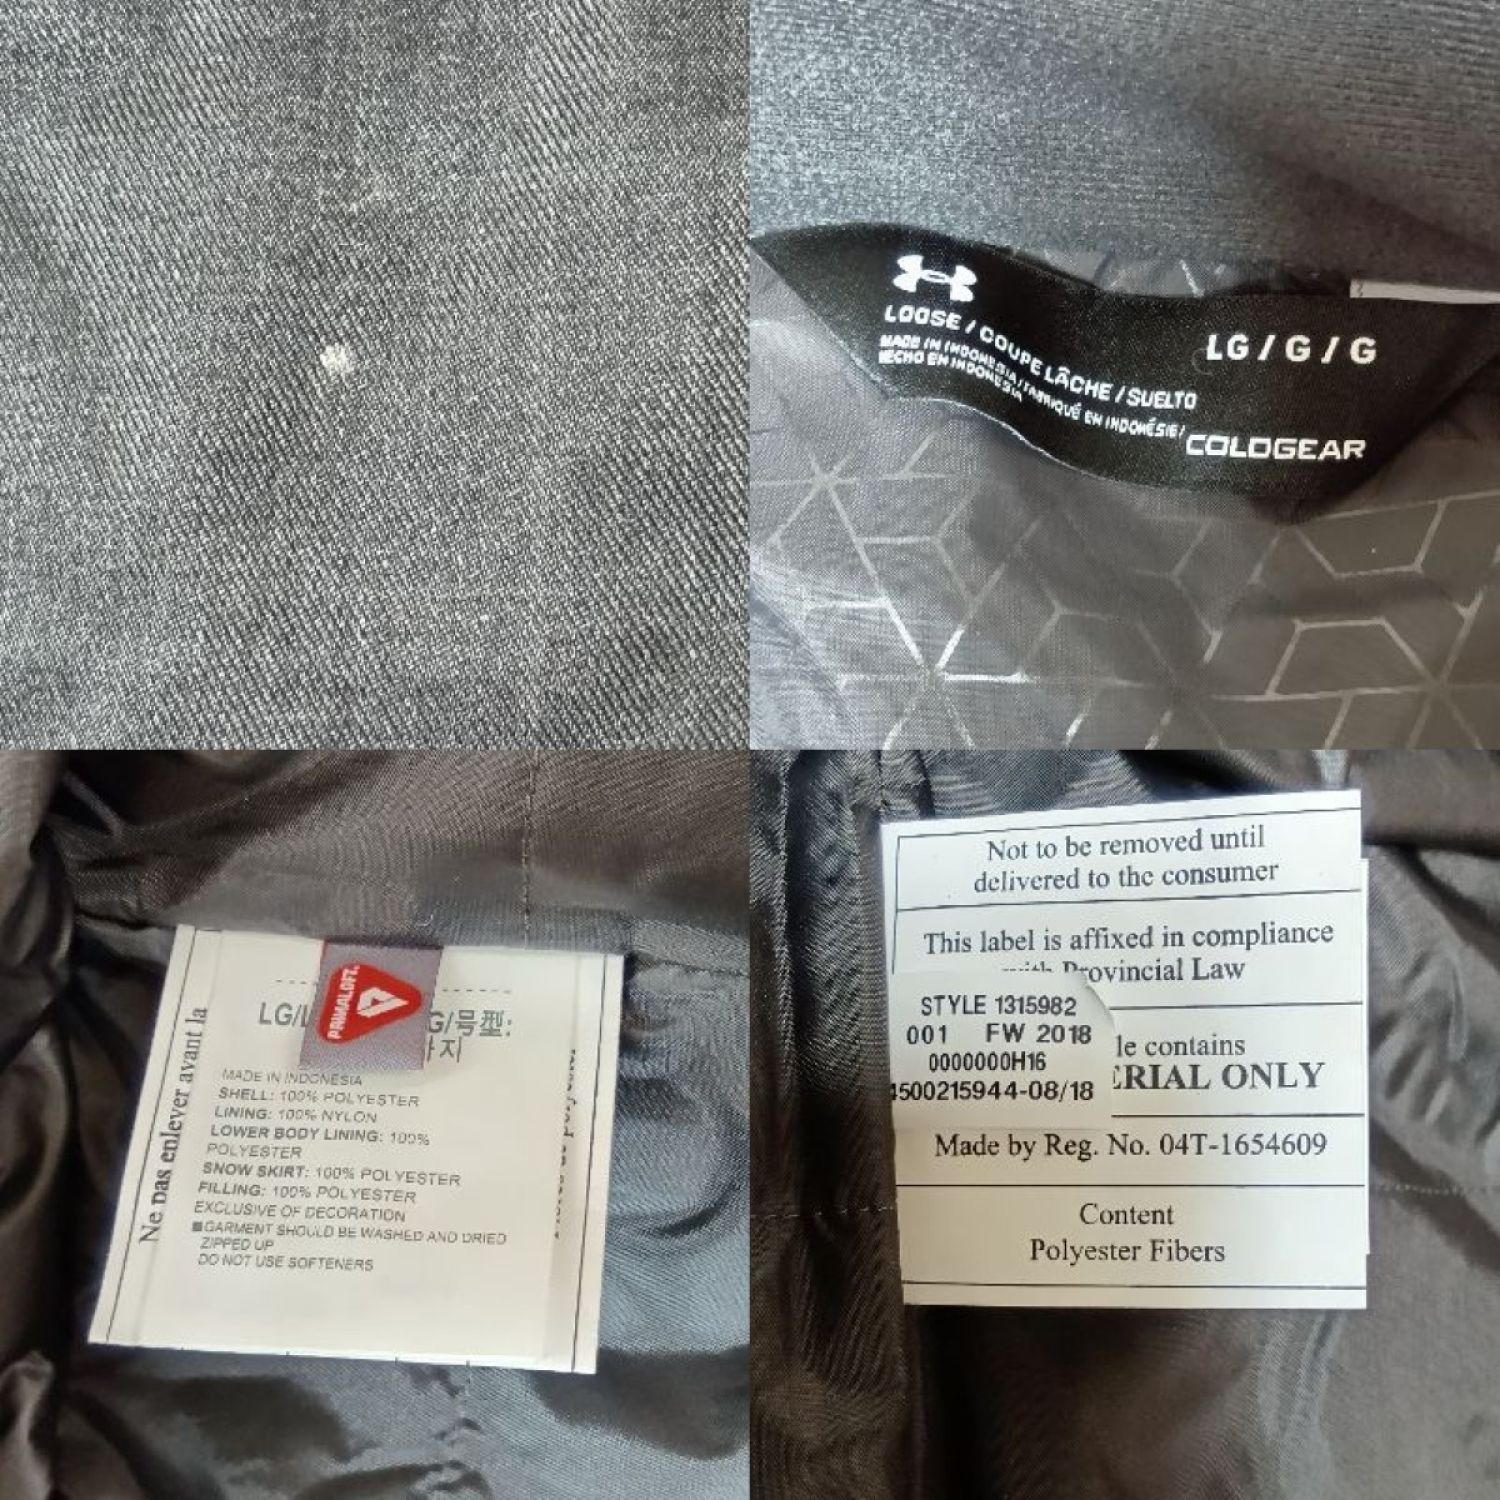 LOOSE / COUPE LÂCHE / SUELTO
MADE IN INDONESIA / FABRIQUÉ EN INDONÉSIE /
HECHO EN INDONESIA
LG / G / G
COLDGEAR
Ne pas enlever avant la
PRIMALOFT
LG/
G/号型:
MADE IN INDONESIA
SHELL: 100% POLYESTER
LINING: 100% NYLON
LOWER BODY LINING: 100%
POLYESTER
SNOW SKIRT: 100% POLYESTER
FILLING: 100% POLYESTER
EXCLUSIVE OF DECORATION
■GARMENT SHOULD BE WASHED AND DRIED
ZIPPED UP
DO NOT USE SOFTENERS
Not to be removed until
delivered to the consumer
This label is affixed in compliance
with Provincial Law
STYLE 1315982
001 FW 2018
0000000H16
4500215944-08/18
le contains
ERIAL ONLY
Made by Reg. No. 04T-1654609
Content
Polyester Fibers